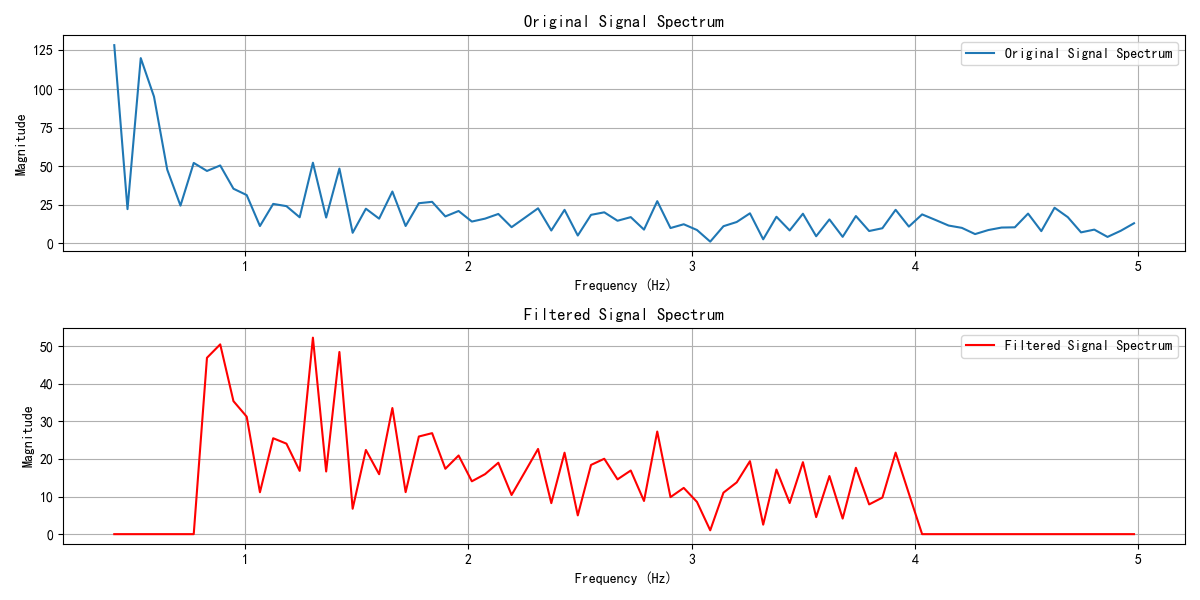 Original Signal Spectrum
125
100
75
50
25
0
Magnitude
Original Signal Spectrum
1
2
3
4
5
Frequency (Hz)
Filtered Signal Spectrum
50
40
30
20
10
0
Magnitude
Filtered Signal Spectrum
1
2
3
4
5
Frequency (Hz)